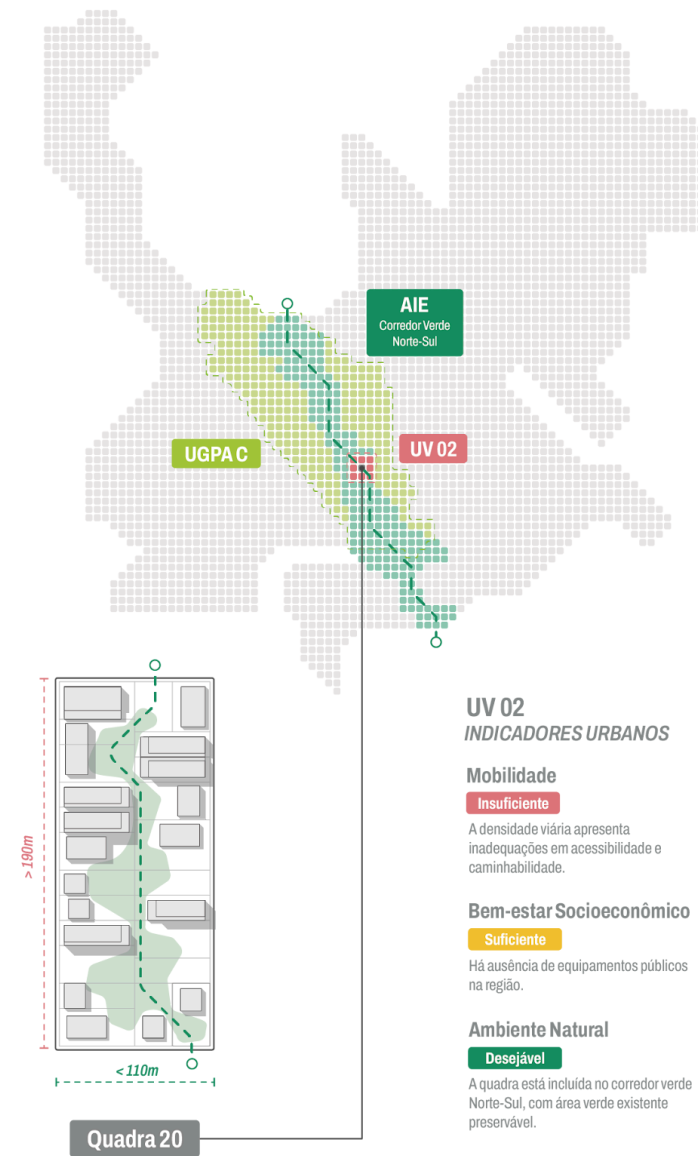 AIE
Corredor Verde
Norte-Sul
UGPA C
UV 02
> 190m
< 110m
Quadra 20
UV 02
INDICADORES URBANOS
Mobilidade
Insuficiente
A densidade viária apresenta
inadequações em acessibilidade e
caminhabilidade.
Bem-estar Socioeconômico
Suficiente
Há ausência de equipamentos públicos
na região.
Ambiente Natural
Desejável
A quadra está incluída no corredor verde
Norte-Sul, com área verde existente
preservável.